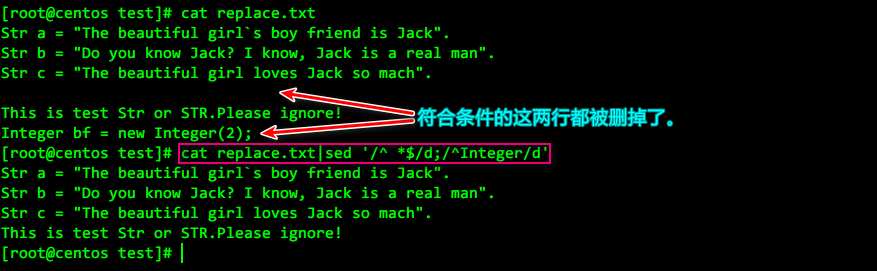 [root@centos test]# cat replace.txt
Str a = "The beautiful girl`s boy friend is Jack".
Str b = "Do you know Jack? I know, Jack is a real man".
Str c = "The beautiful girl loves Jack so mach".
This is test Str or STR.Please ignore!
符合条件的这两行都被删掉了。
Integer bf = new Integer(2);
[root@centos test]# cat replace.txt|sed '/^ *$/d;/^Integer/d'
Str a = "The beautiful girl`s boy friend is Jack".
Str b = "Do you know Jack? I know, Jack is a real man".
Str c = "The beautiful girl loves Jack so mach".
This is test Str or STR.Please ignore!
[root@centos test]#